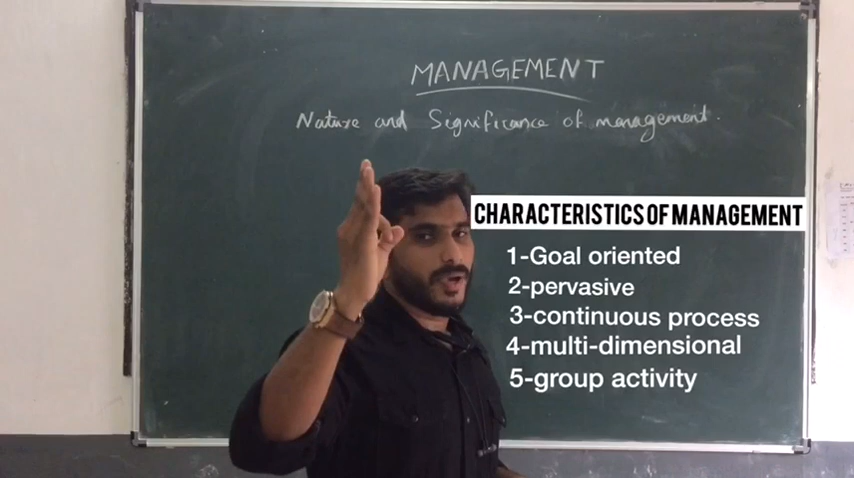 MANAGEMENT
Nature and Significance of management.
CHARACTERISTICS OF MANAGEMENT
1-Goal oriented
2-pervasive
3-continuous process
4-multi-dimensional
5-group activity